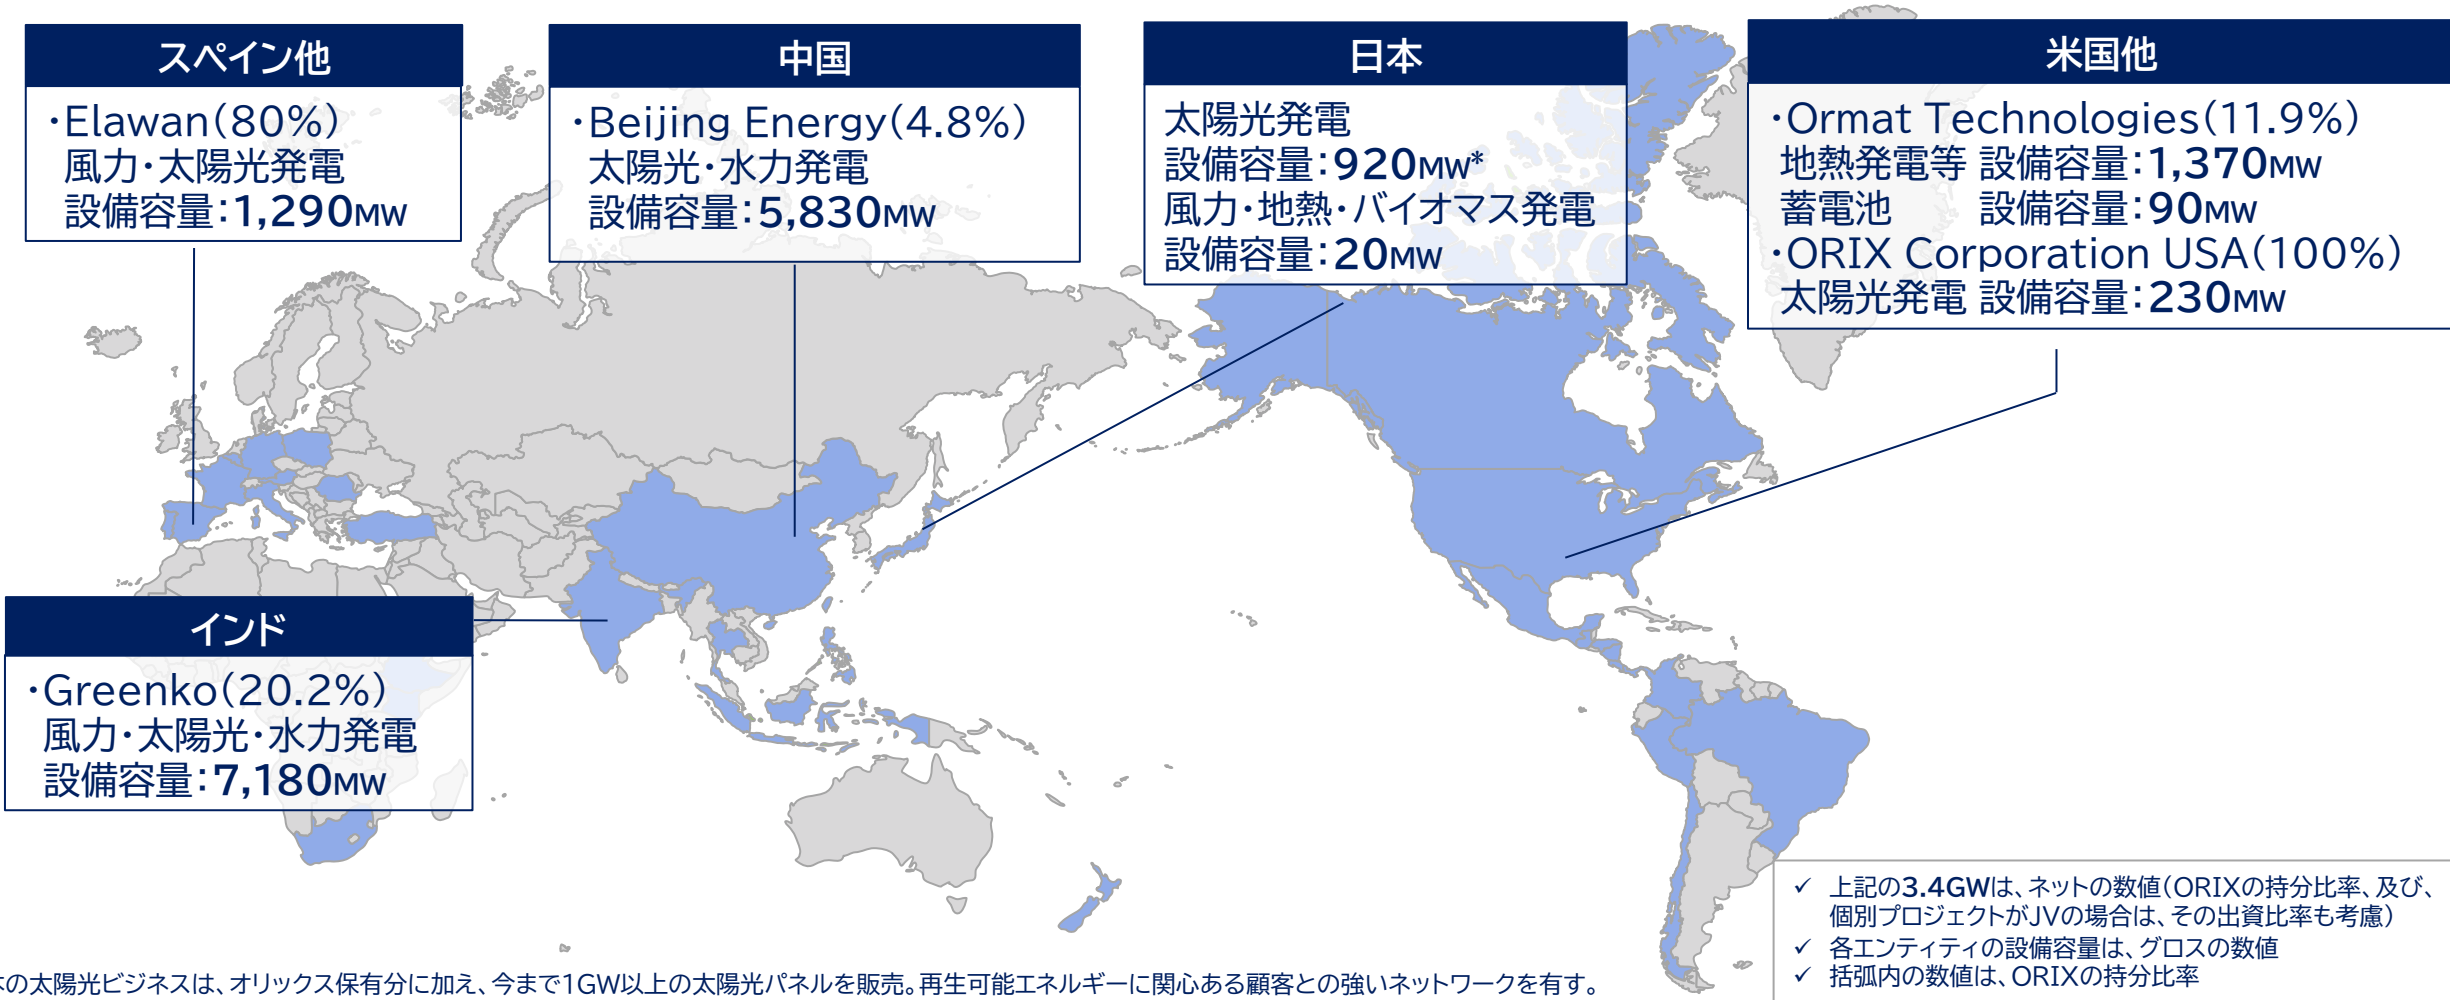 スペイン他
・Elawan(80%)
風力・太陽光発電
設備容量：1,290MW
中国
・Beijing Energy(4.8%)
太陽光・水力発電
設備容量：5,830MW
日本
太陽光発電
設備容量：920MW*
風力・地熱・バイオマス発電
設備容量：20MW
米国他
・Ormat Technologies(11.9%)
地熱発電等 設備容量：1,370MW
蓄電池 設備容量：90MW
・ORIX Corporation USA(100%)
太陽光発電 設備容量：230MW
インド
・Greenko(20.2%)
風力・太陽光・水力発電
設備容量：7,180MW
✓ 上記の3.4GWは、ネットの数値(ORIXの持分比率、及び、
個別プロジェクトがJVの場合は、その出資比率も考慮)
✓ 各エンティティの設備容量は、グロスの数値
✓ 括弧内の数値は、ORIXの持分比率
の太陽光ビジネスは、オリックス保有分に加え、今まで1GW以上の太陽光パネルを販売。再生可能エネルギーに関心ある顧客との強いネットワークを有す。